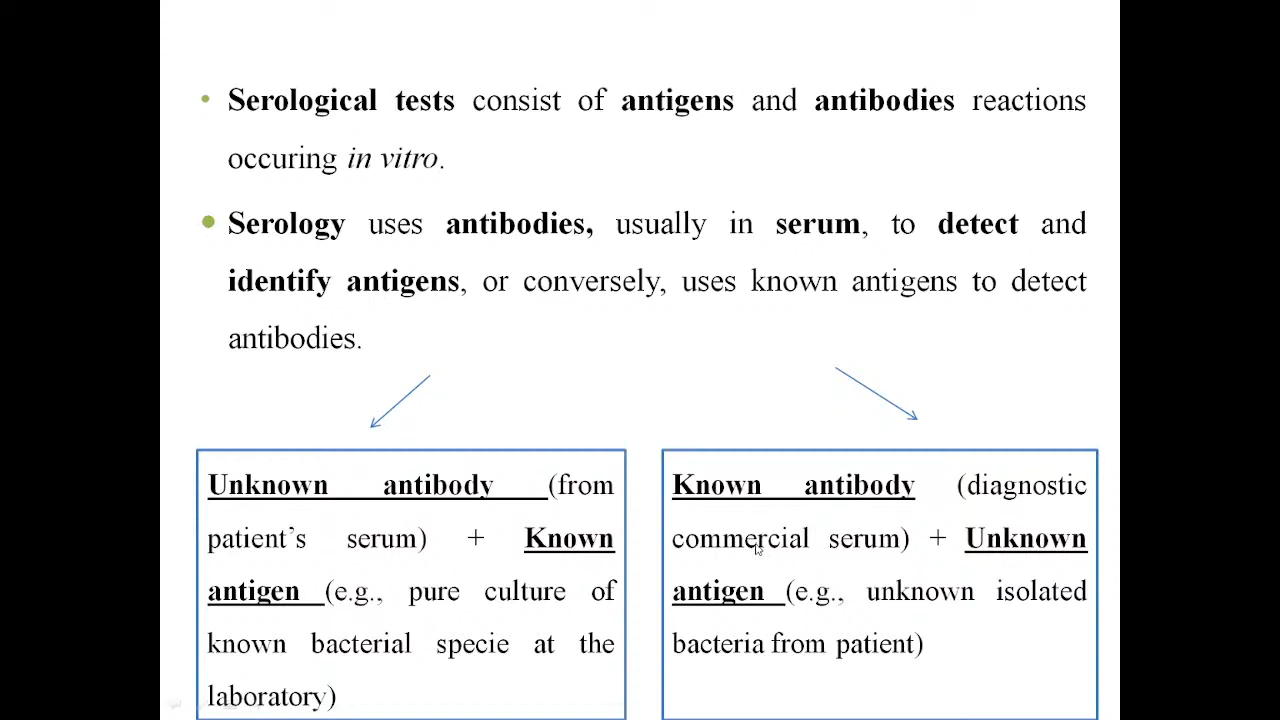 • Serological tests consist of antigens and antibodies reactions
occuring in vitro.
• Serology uses antibodies, usually in serum, to detect and
identify antigens, or conversely, uses known antigens to detect
antibodies.
Unknown antibody (from
patient’s serum) + Known
antigen (e.g., pure culture of
known bacterial specie at the
laboratory)
Known antibody (diagnostic
commercial serum) + Unknown
antigen (e.g., unknown isolated
bacteria from patient)